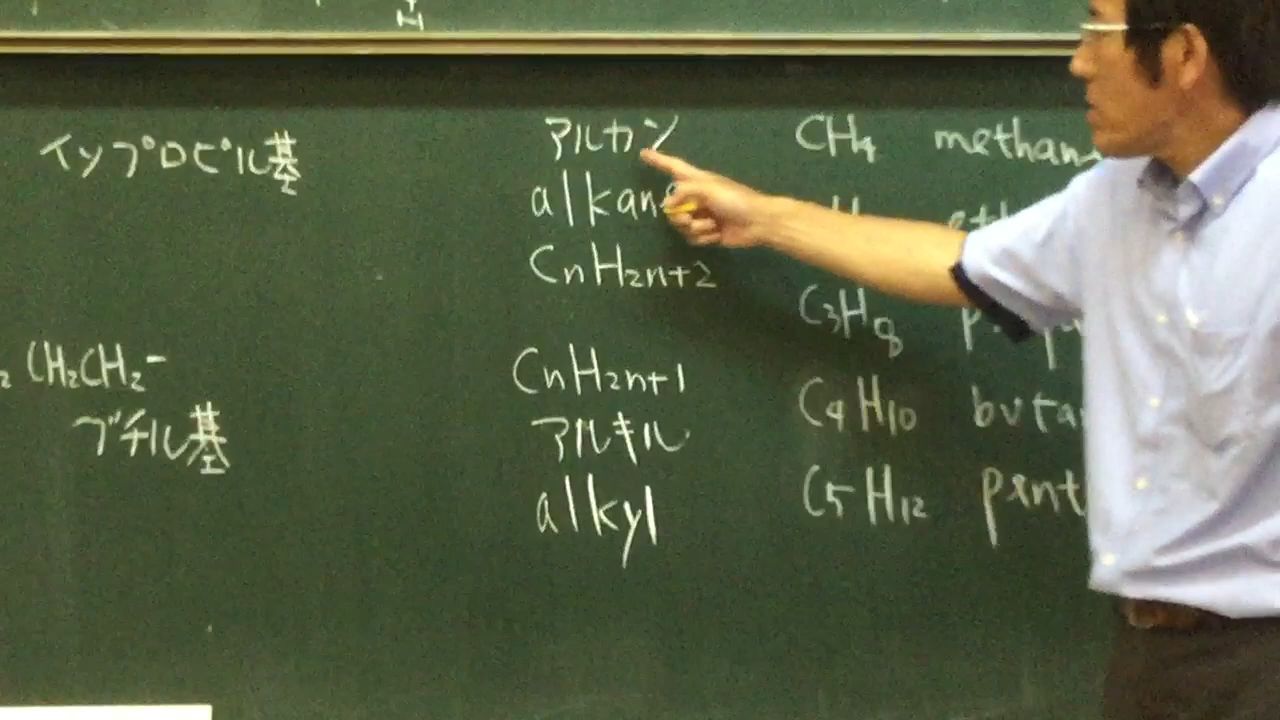 H
イソプロピル基
CH₂CH₂-
ブチル基
アルカン
alkane
CnH2n+2
CnH2n+1
アルキル
alkyl
CH4 methan
C3H8
C4H10 buta
C5H12 pent